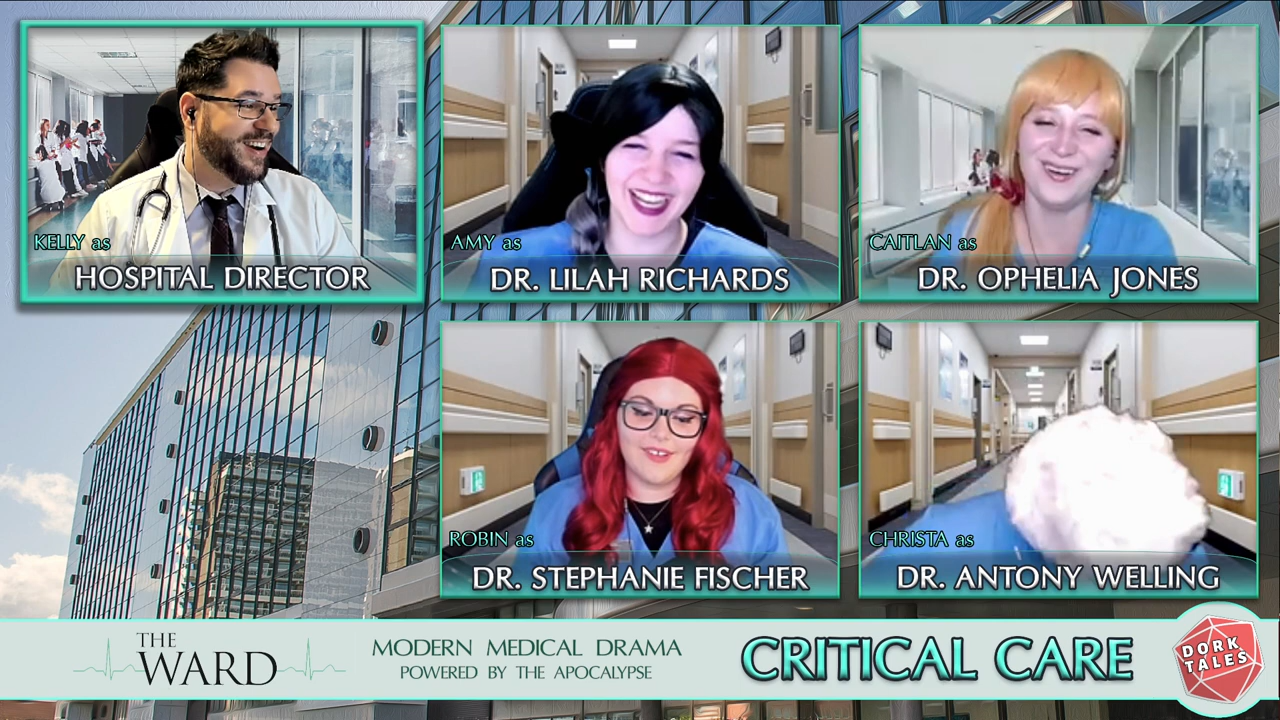 KELLY as
HOSPITAL DIRECTOR
AMY as
DR. LILAH RICHARDS
CAITLAN as
DR. OPHELIA JONES
ROBIN as
DR. STEPHANIE FISCHER
CHRISTA as
DR. ANTONY WELLING
THE
WARD
MODERN MEDICAL DRAMA
POWERED BY THE APOCALYPSE
CRITICAL CARE
DORK
TALES